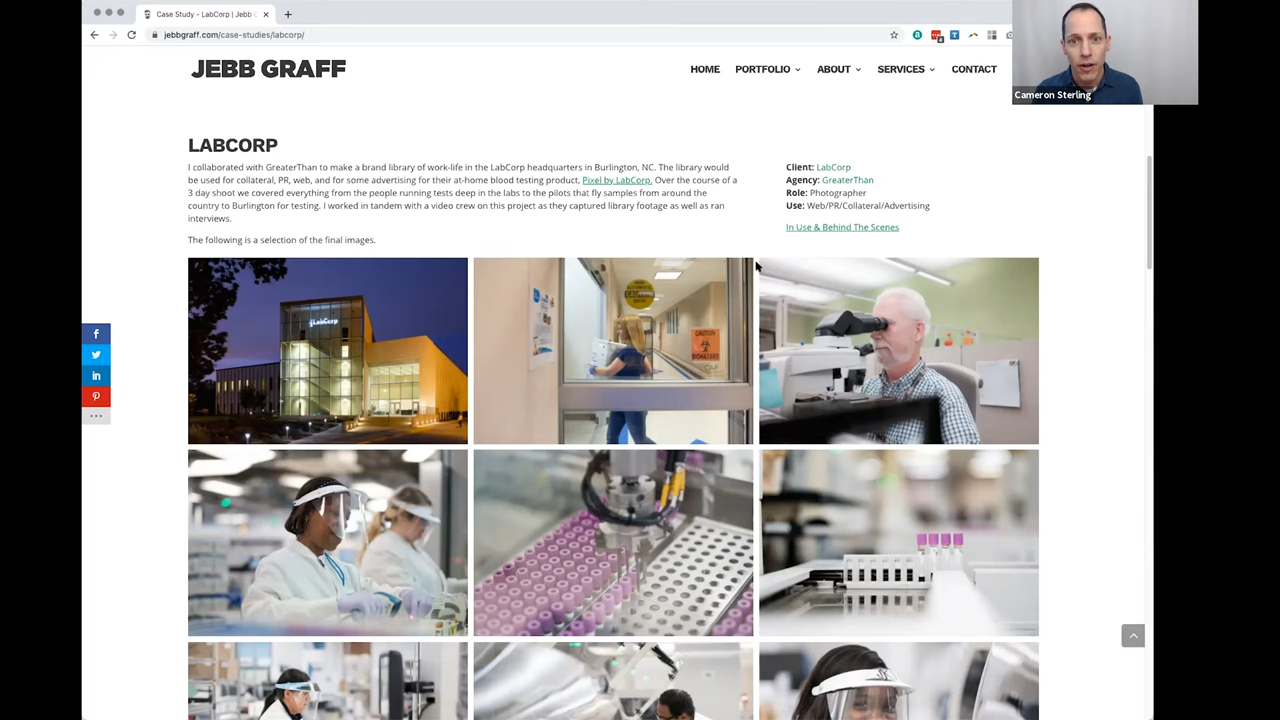 Case Study - LabCorp | Jebb
jebbgraff.com/case-studies/labcorp/
Cameron Sterling
JEBB GRAFF
HOME PORTFOLIO ABOUT SERVICES CONTACT
LABCORP
I collaborated with GreaterThan to make a brand library of work-life in the LabCorp headquarters in Burlington, NC. The library would
be used for collateral, PR, web, and for some advertising for their at-home blood testing product, Pixel by LabCorp. Over the course of a
3 day shoot we covered everything from the people running tests deep in the labs to the pilots that fly samples from around the
country to Burlington for testing. I worked in tandem with a video crew on this project as they captured library footage as well as ran
interviews.
The following is a selection of the final images.
Client: LabCorp
Agency: GreaterThan
Role: Photographer
Use: Web/PR/Collateral/Advertising
In Use & Behind The Scenes
LabCorp
CAUTION
CAUTION
BIOHAZARD